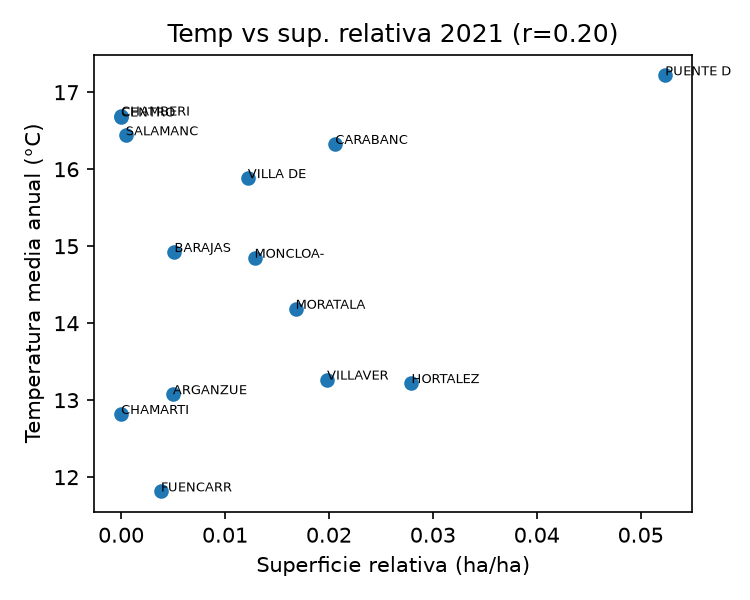 Temp vs sup. relativa 2021 (r=0.20)
PUENTE D
CHAMBERI
CENTRO
SALAMANC
CARABANC
VILLA DE
BARAJAS
MONCLOA-
MORATALA
VILLAVER
HORTALEZ
ARGANZUE
CHAMARTI
FUENCARR
17
16
15
14
13
12
Temperatura media anual (°C)
0.00 0.01 0.02 0.03 0.04 0.05
Superficie relativa (ha/ha)